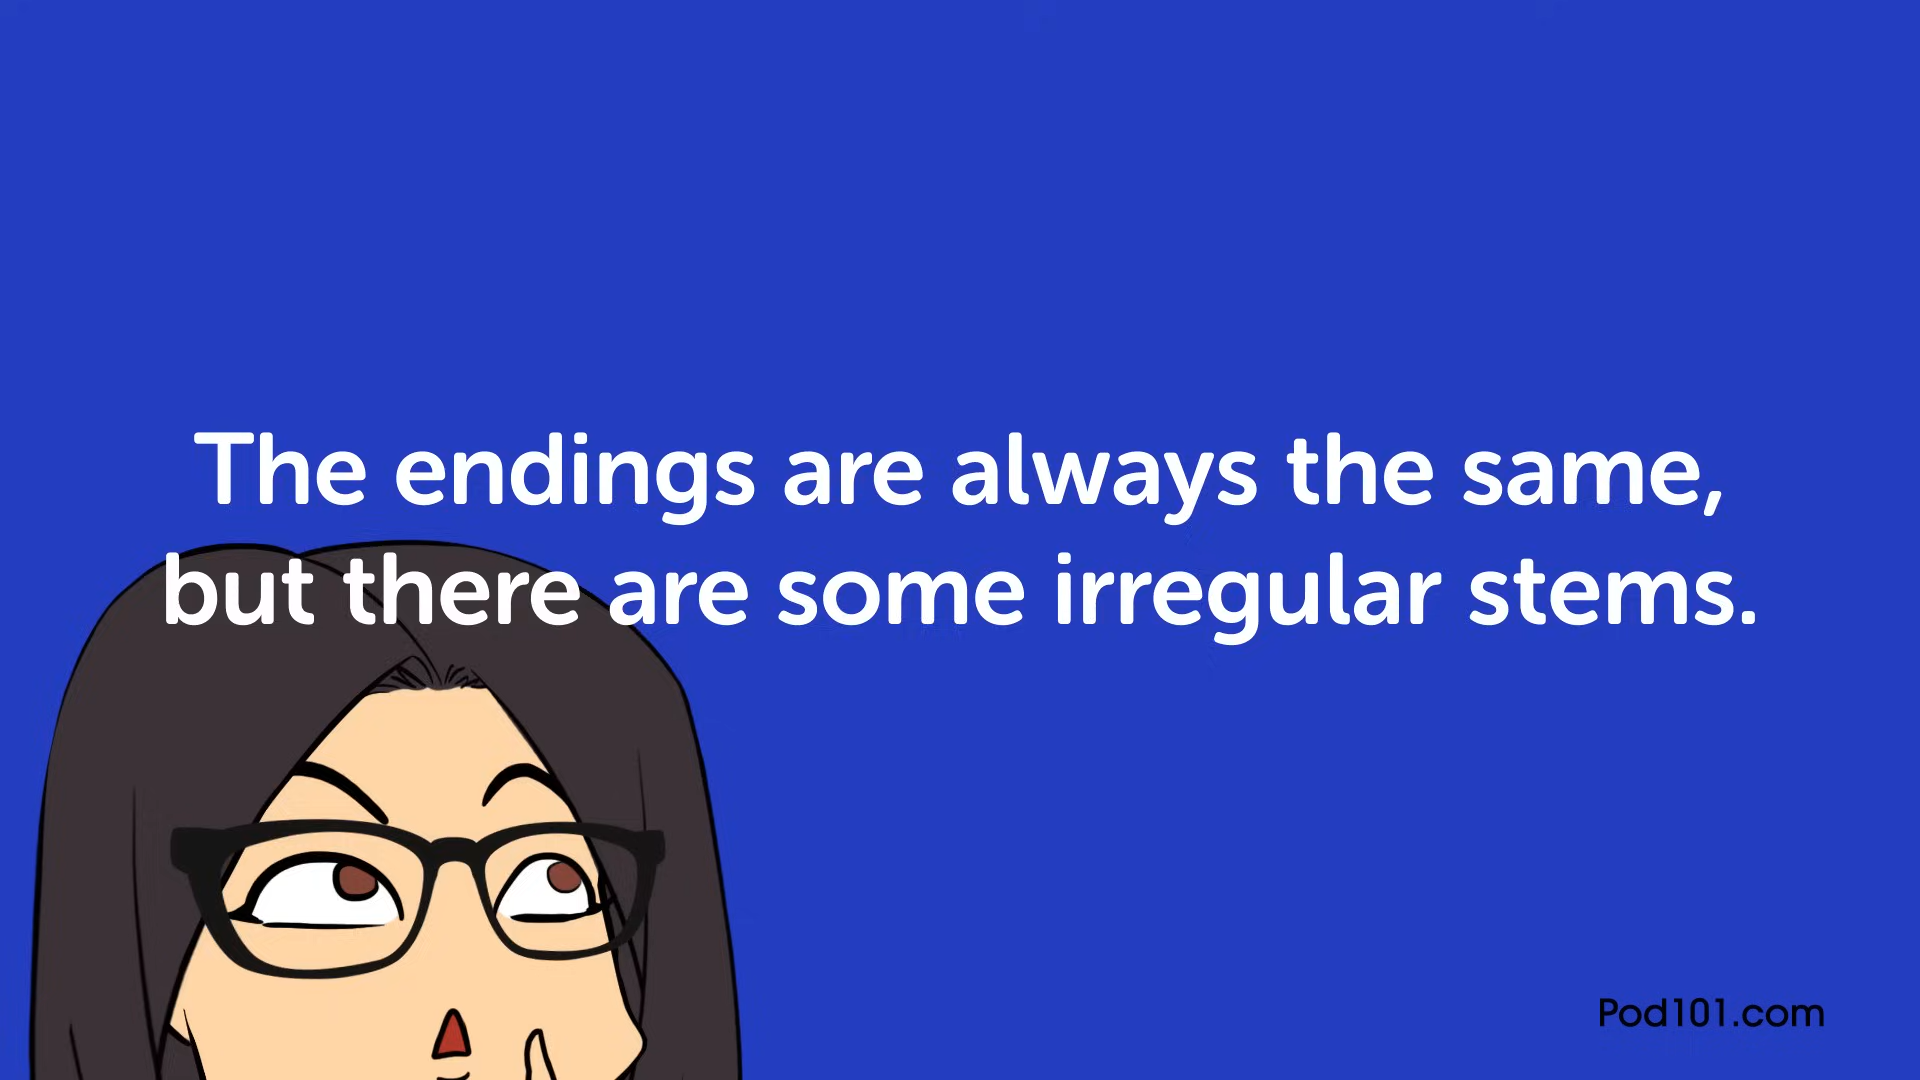 The endings are always the same,
but there are some irregular stems.
Pod101.com